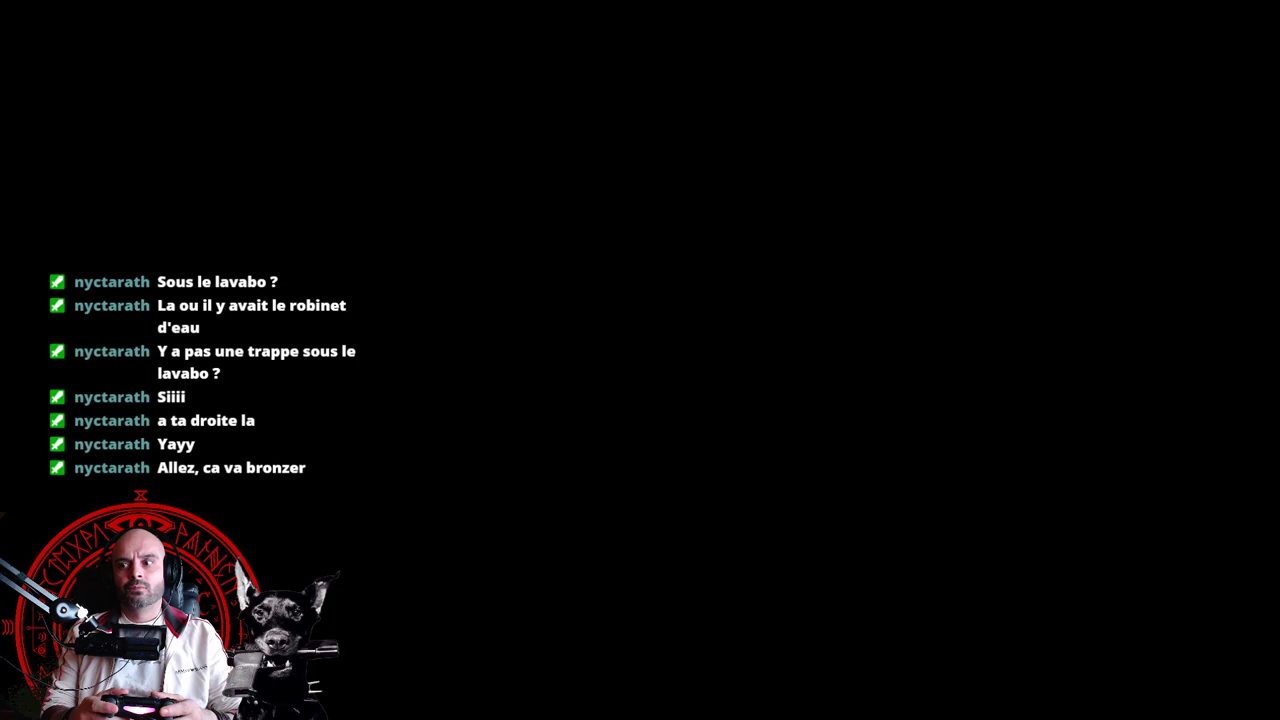 nyctarath Sous le lavabo ?
nyctarath La ou il y avait le robinet
d'eau
nyctarath Y a pas une trappe sous le
lavabo ?
nyctarath Siiii
nyctarath a ta droite la
nyctarath Yayy
nyctarath Allez, ca va bronzer